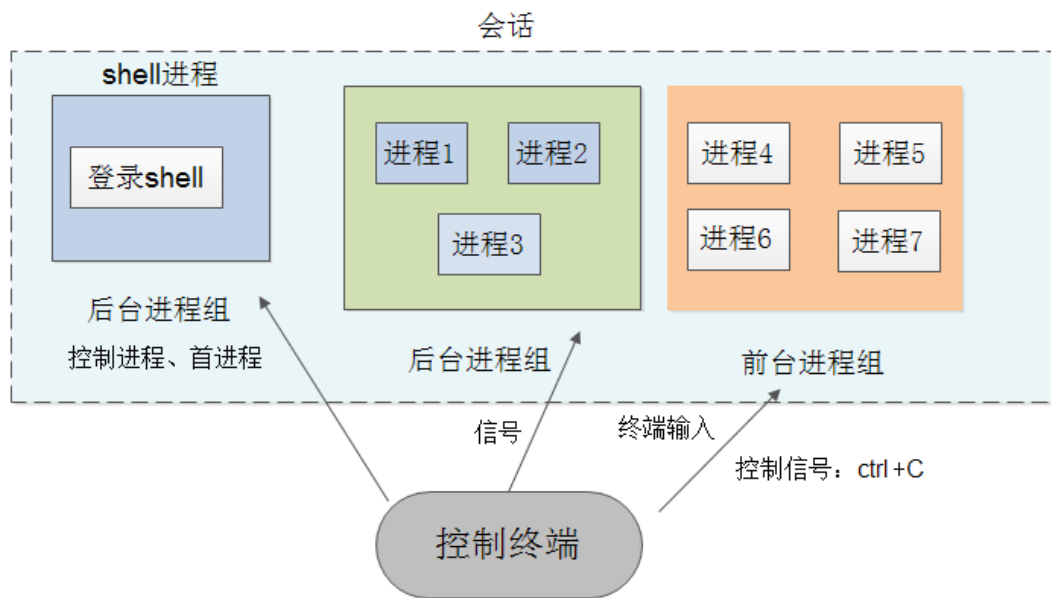 会话
shell进程
登录shell
后台进程组
控制进程、首进程
进程1
进程2
进程3
后台进程组
进程4
进程5
进程6
进程7
前台进程组
信号
终端输入
控制信号：ctrl+C
控制终端